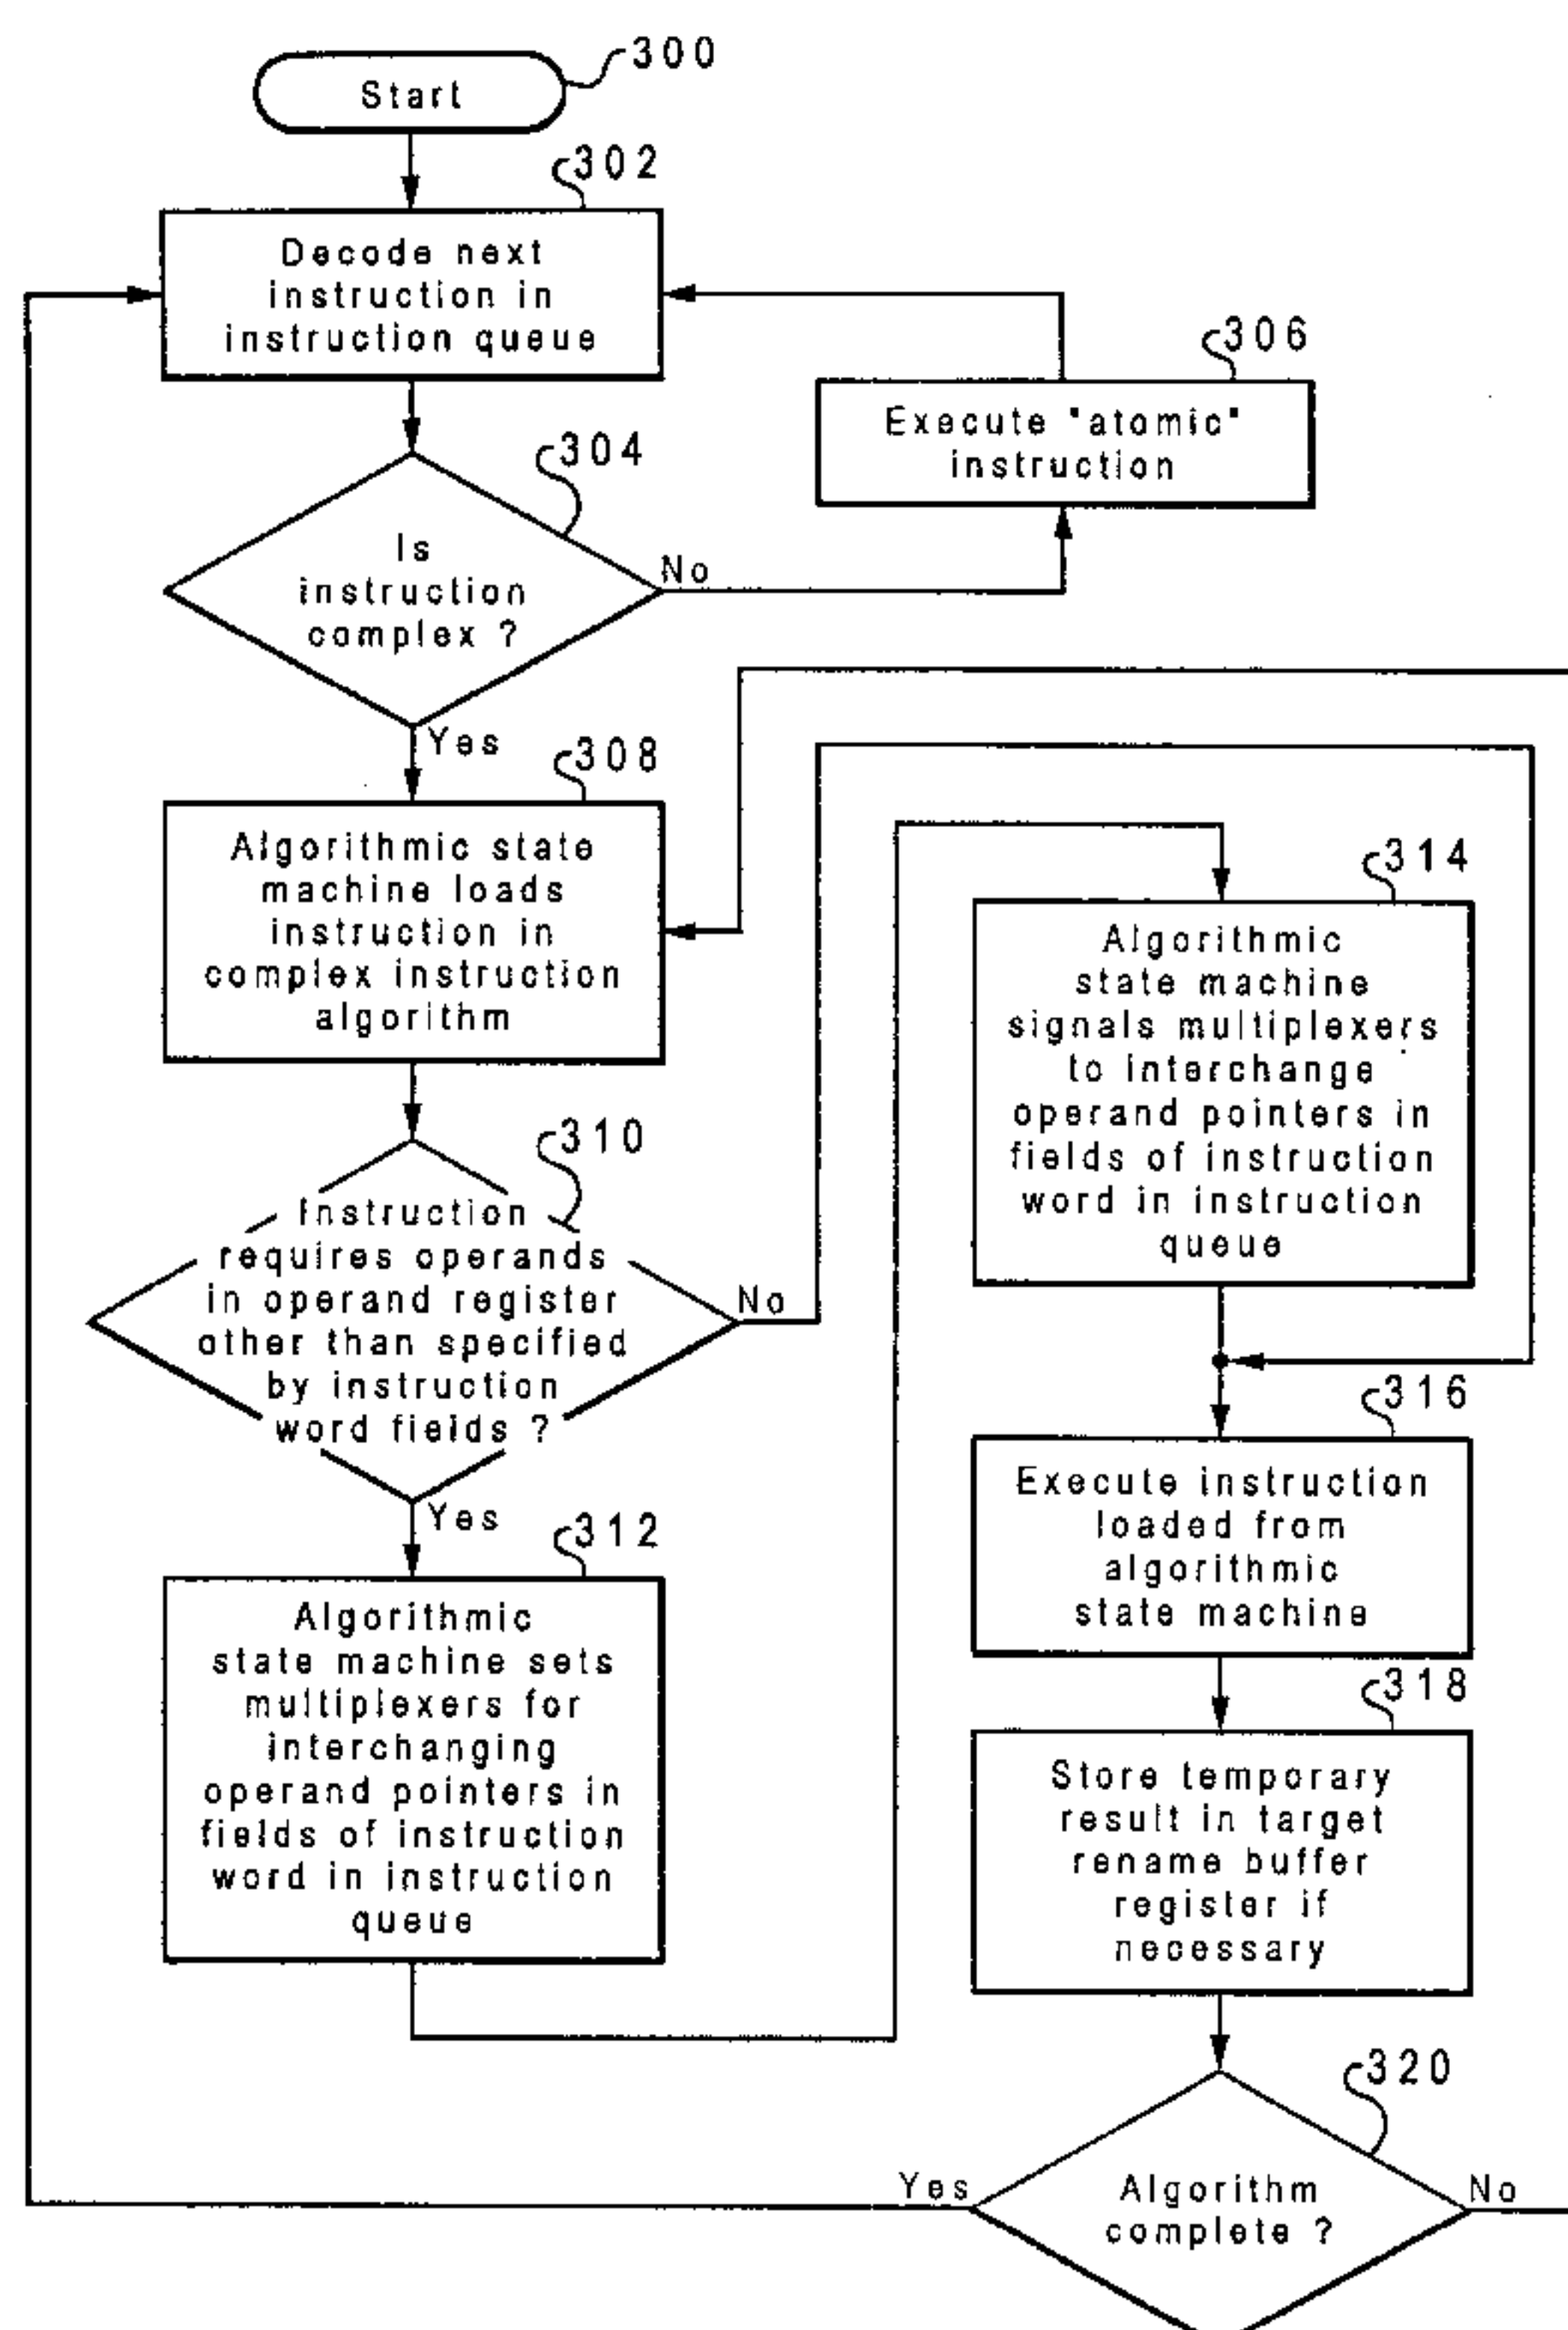 300
Start
302
Decode next
instruction in
instruction queue
306
Execute "atomic"
instruction
304
Is
instruction
complex ?
No
Yes
308
Algorithmic state
machine loads
instruction in
complex instruction
algorithm
310
Instruction
requires operands
in operand register
other than specified
by instruction
word fields ?
No
Yes
312
Algorithmic
state machine sets
multiplexers for
interchanging
operand pointers in
fields of instruction
word in instruction
queue
314
Algorithmic
state machine
signals multiplexers
to interchange
operand pointers in
fields of instruction
word in instruction
queue
316
Execute instruction
loaded from
algorithmic
state machine
318
Store temporary
result in target
rename buffer
register if
necessary
320
Algorithm
complete ?
Yes
No